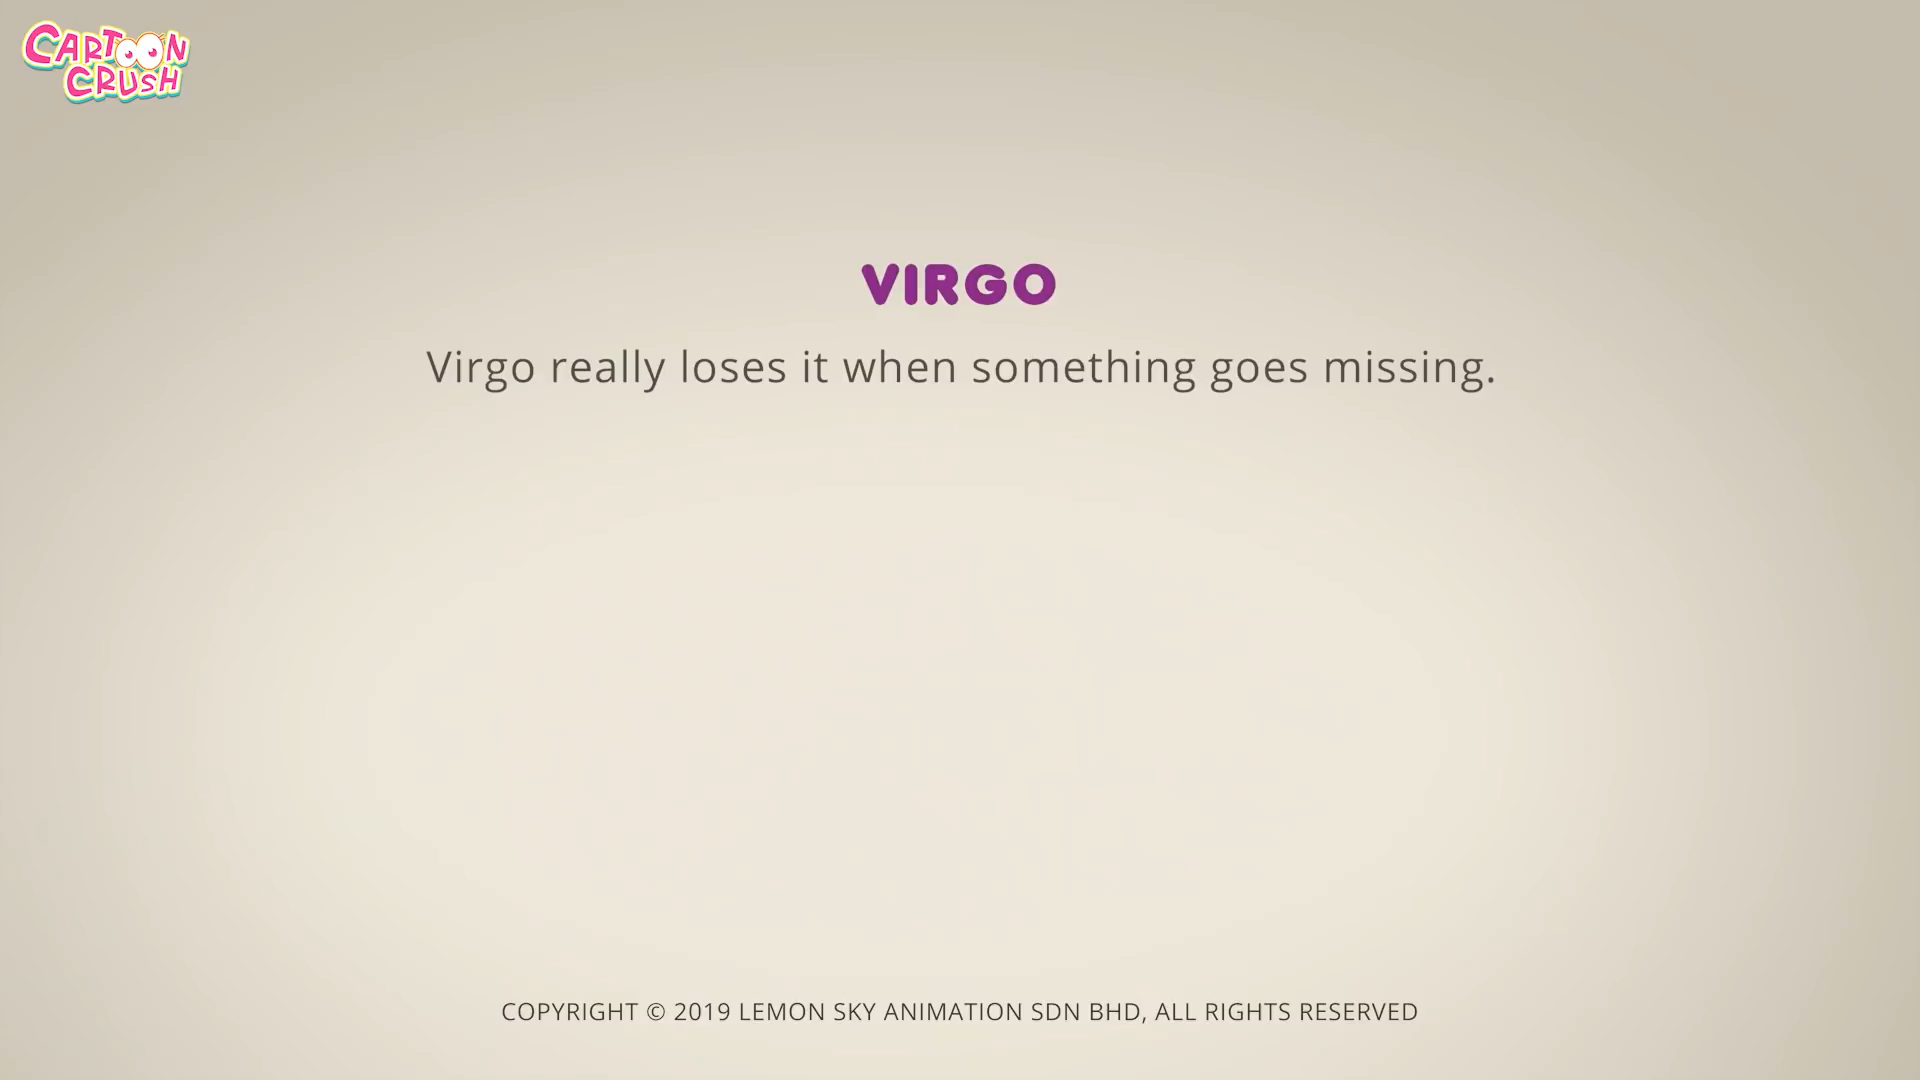 CARTOON
CRUSH
VIRGO
Virgo really loses it when something goes missing.
COPYRIGHT © 2019 LEMON SKY ANIMATION SDN BHD, ALL RIGHTS RESERVED